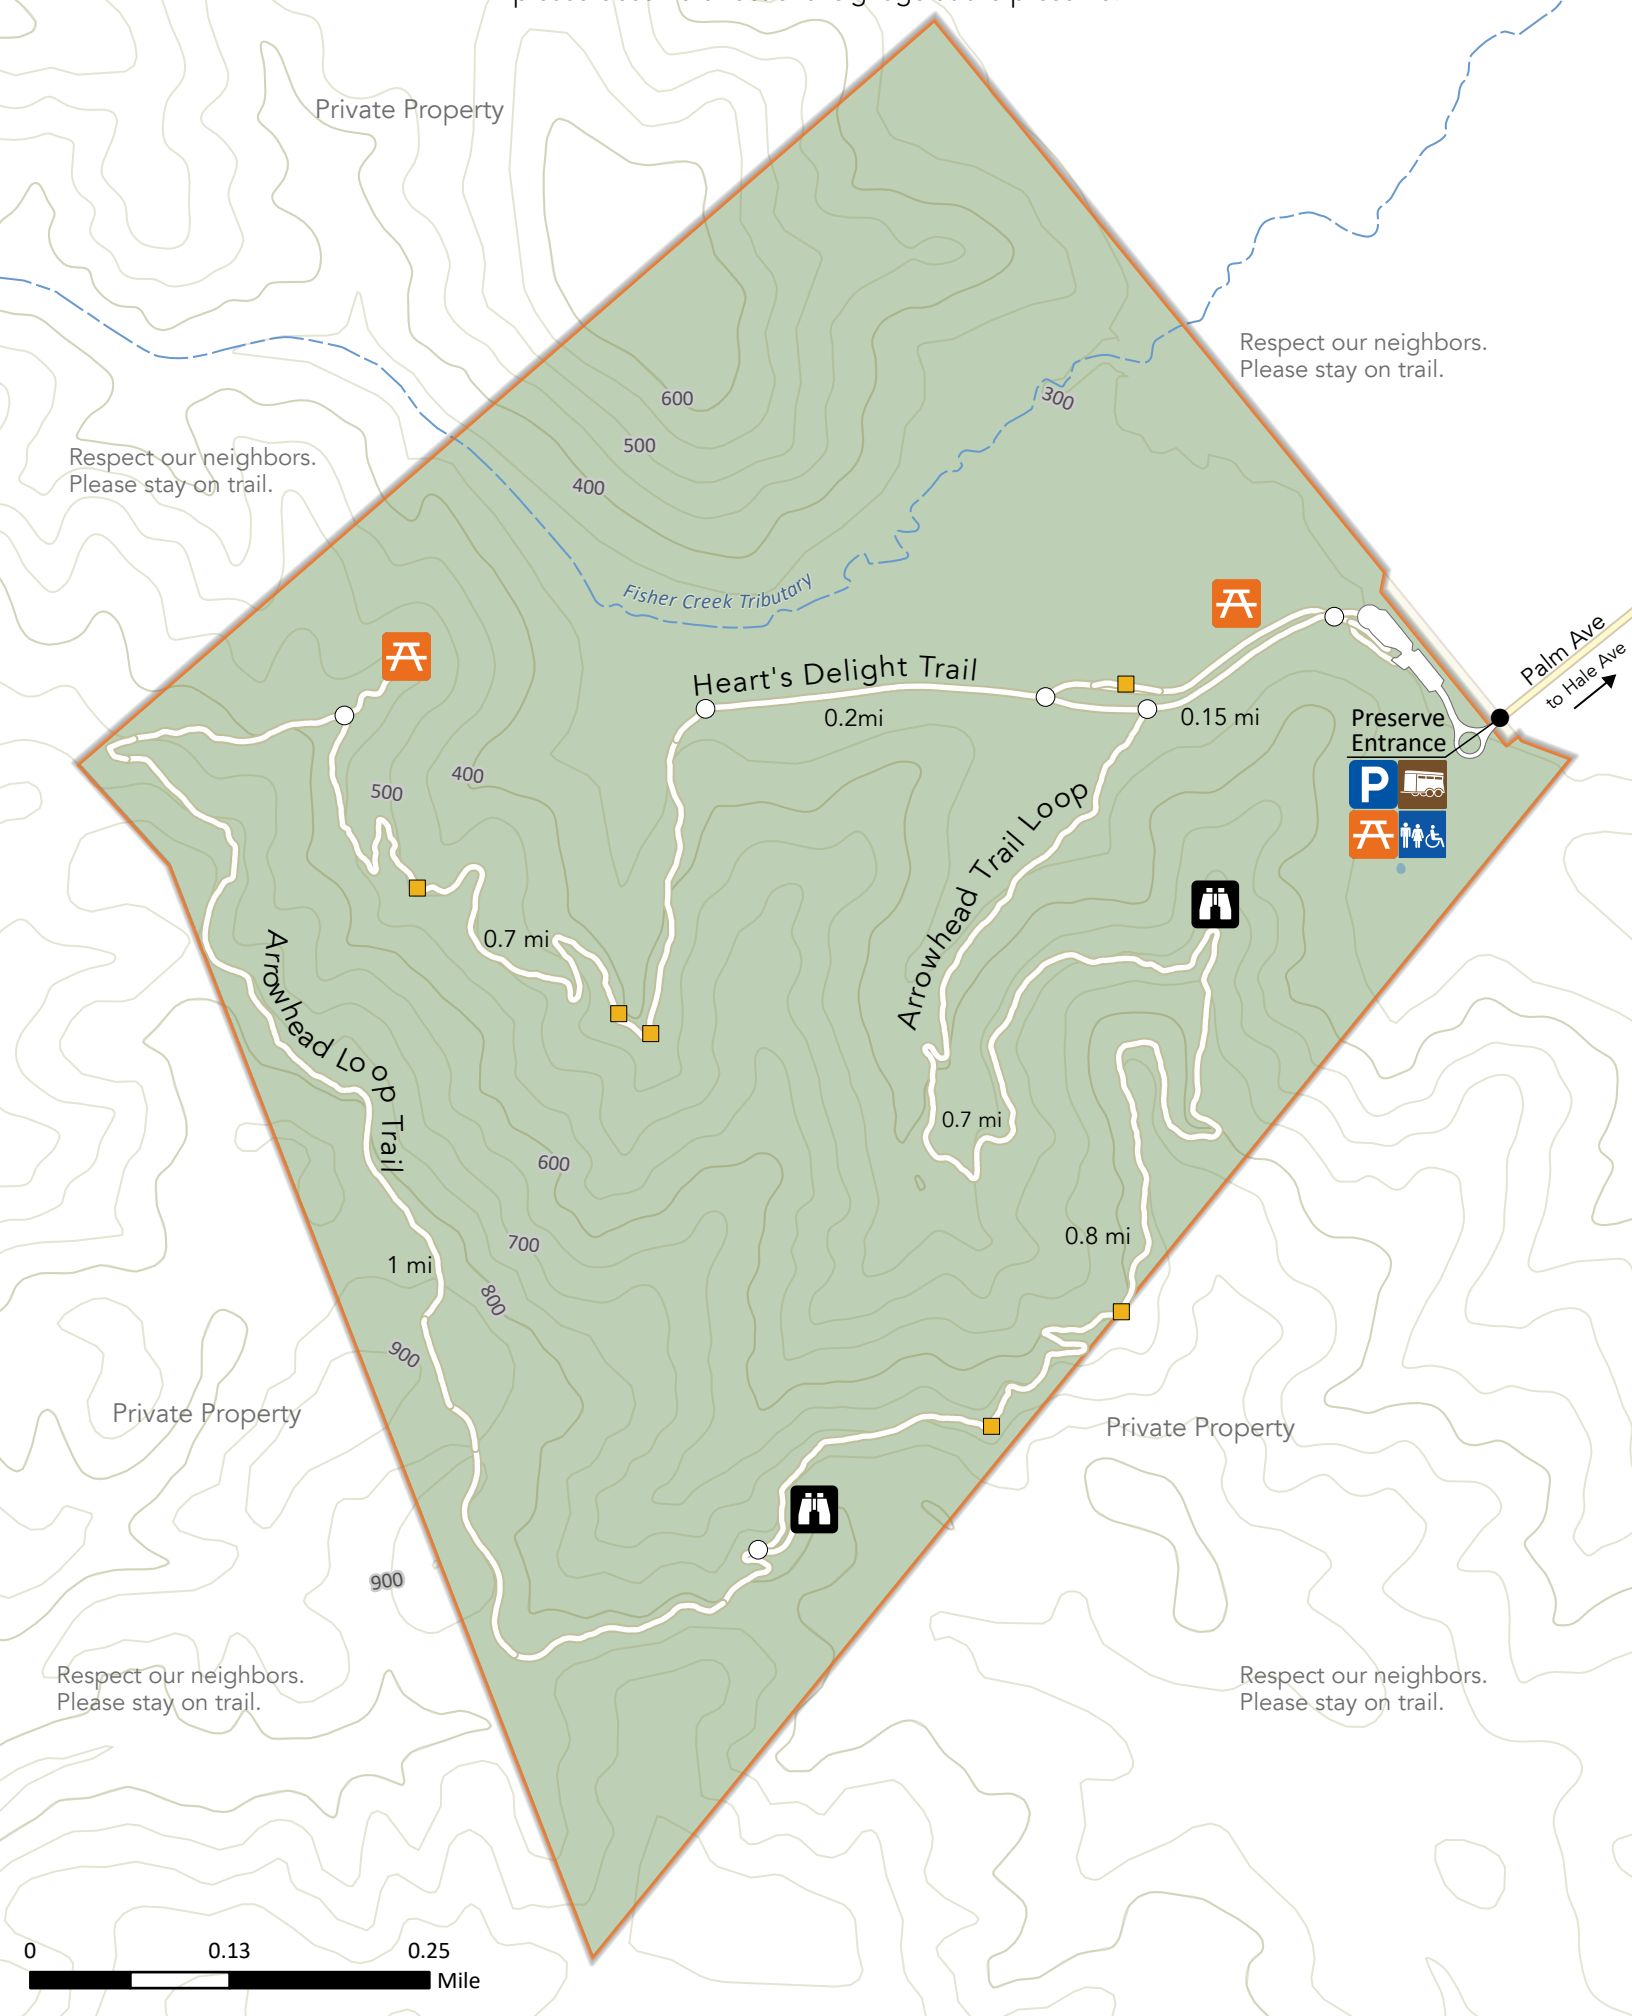 Private Property
Respect our neighbors.
Please stay on trail.
600
300
500
Respect our neighbors.
Please stay on trail.
400
Fisher Creek Tributary
Palm Ave
to Hale Ave
Heart's Delight Trail
0.2mi
0.15 mi
Preserve
Entrance
P
400
500
Arrowhead Trail Loop
0.7 mi
Arrowhead Loop Trail
0.7 mi
600
700
0.8 mi
1 mi
800
900
Private Property
Private Property
900
Respect our neighbors.
Please stay on trail.
Respect our neighbors.
Please stay on trail.
0 0.13 0.25
Mile